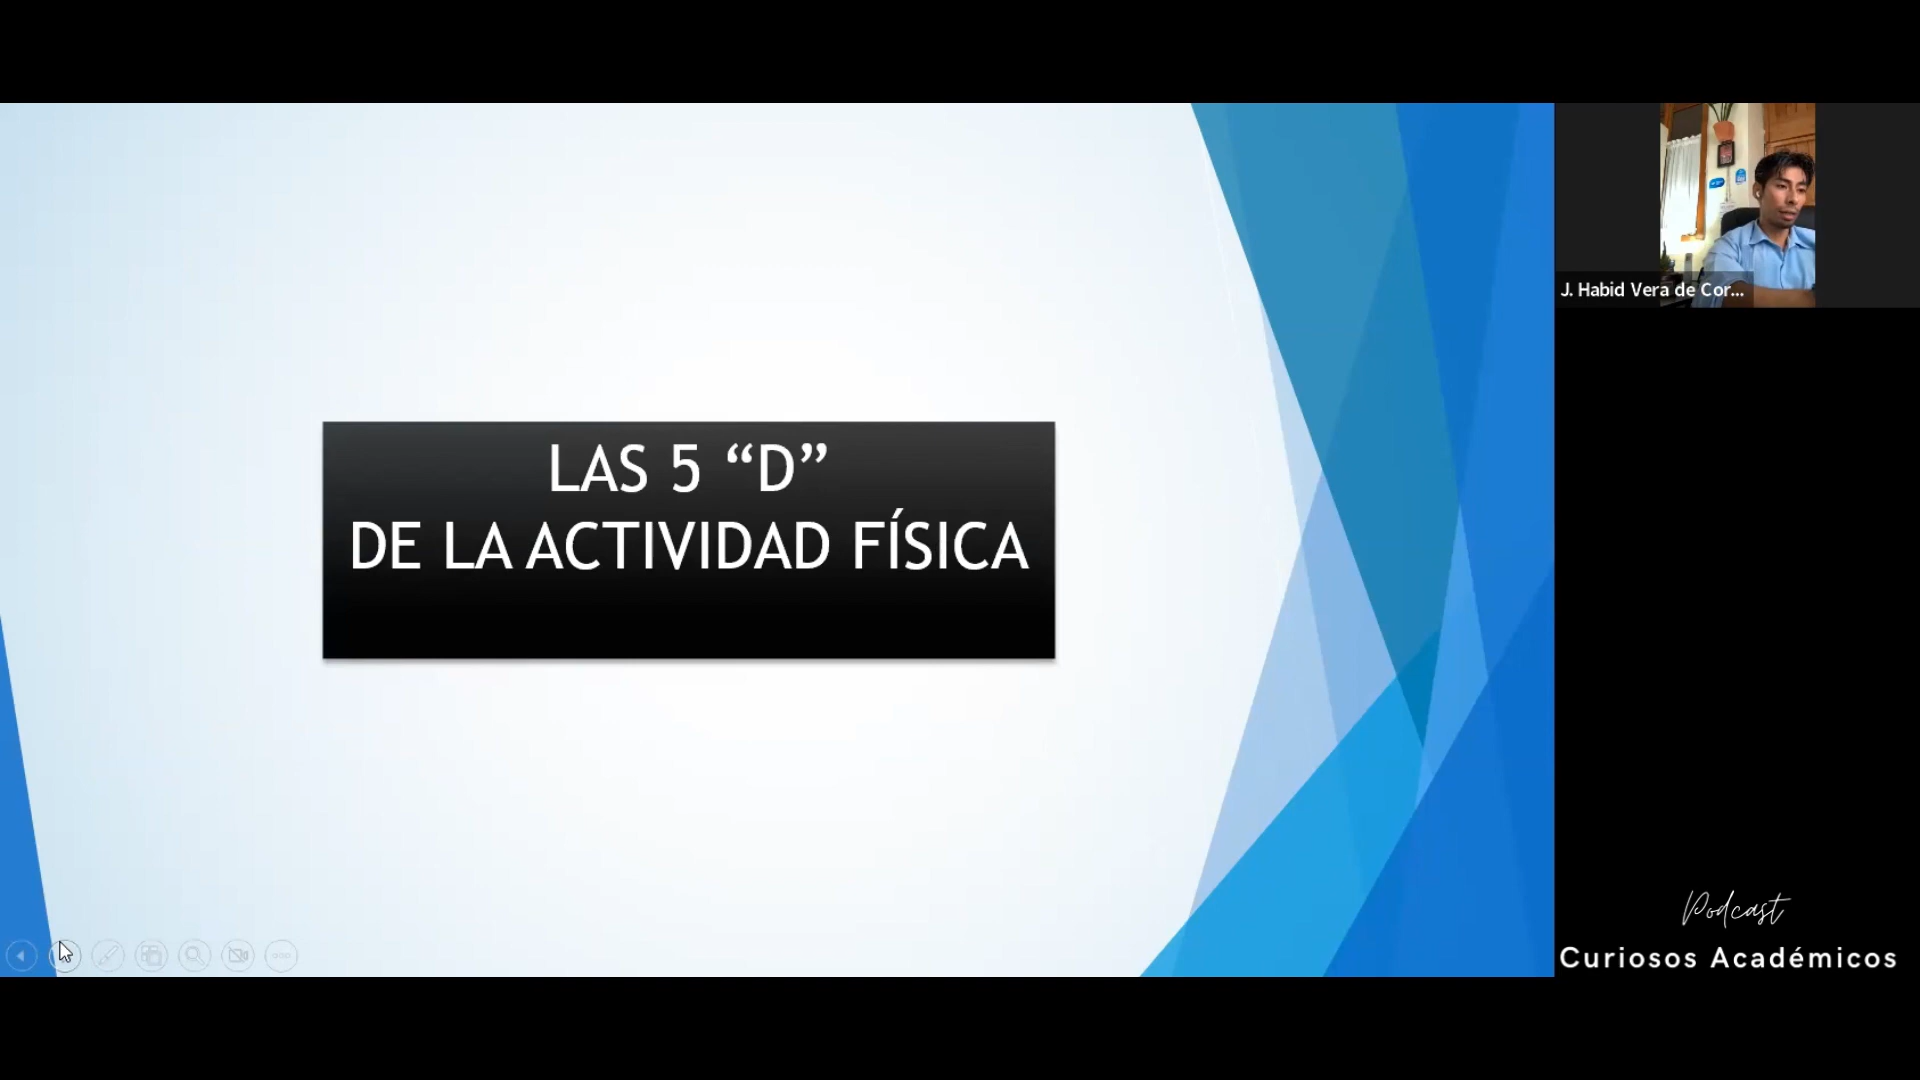 LAS 5 “D”
DE LA ACTIVIDAD FÍSICA
J. Habid Vera de Cor...
Podcast
Curiosos Académicos